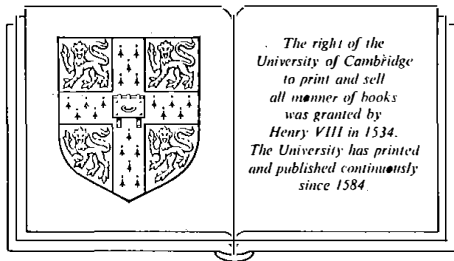 The right of the
University of Cambridge
to print and sell
all manner of books
was granted by
Henry VIII in 1534.
The University has printed
and published continuously
since 1584.